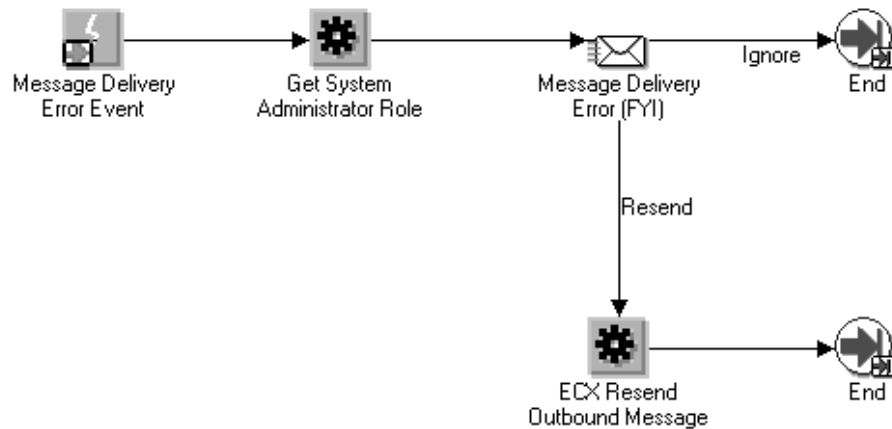 Message Delivery
Error Event
Get System
Administrator Role
Message Delivery
Error (FYI)
Ignore
End
Resend
ECX Resend
Outbound Message
End